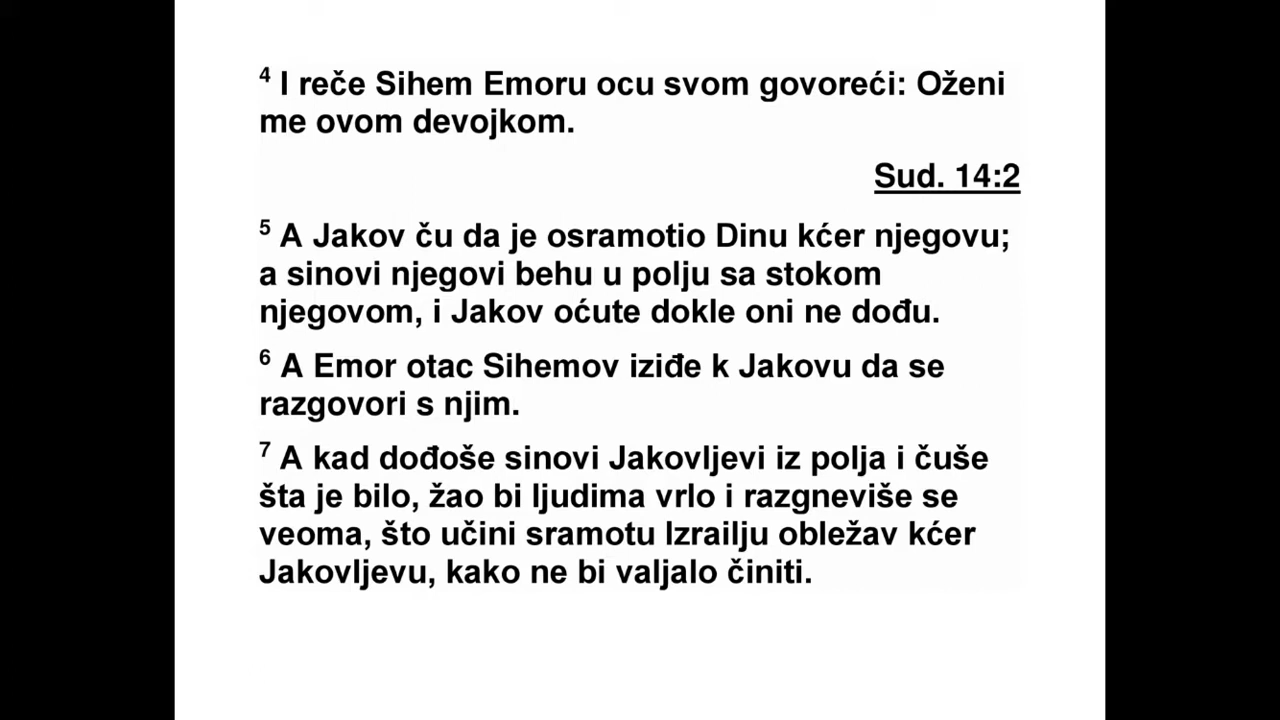 4 I reče Sihem Emoru ocu svom govoreći: Oženi
me ovom devojkom.
Sud. 14:2
5 A Jakov ču da je osramotio Dinu kćer njegovu;
a sinovi njegovi behu u polju sa stokom
njegovom, i Jakov oćute dokle oni ne dođu.
6 A Emor otac Sihemov iziđe k Jakovu da se
razgovori s njim.
7 A kad dođoše sinovi Jakovljevi iz polja i čuše
šta je bilo, žao bi ljudima vrlo i razgneviše se
veoma, što učini sramotu Izrailju obležav kćer
Jakovljevu, kako ne bi valjalo činiti.